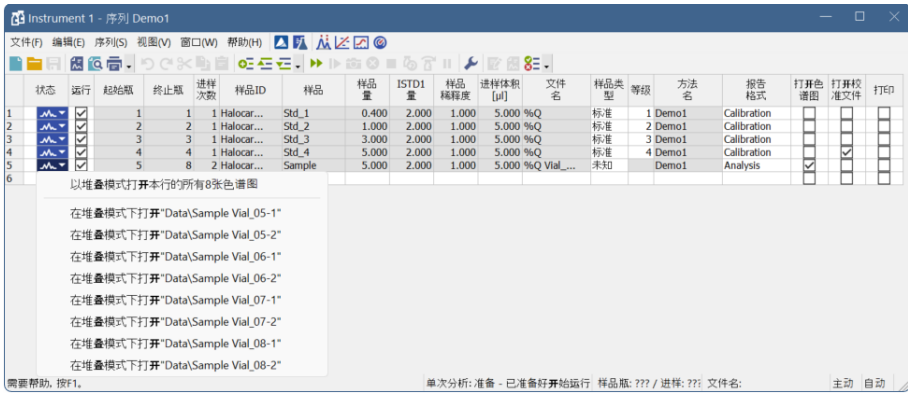 Instrument 1 - 序列 Demo1
文件(F) 编辑(E) 序列(S) 视图(V) 窗口(W) 帮助(H)
状态 运行 起始瓶 终止瓶 进样次数 样品ID 样品 样品量 ISTD1量 样品稀释度 进样体积[µl] 文件名 样品类型 等级 方法名 报告格式 打开色谱图 打开校准文件 打印
1 1 1 1 Halocar... Std_1 0.400 2.000 1.000 5.000 %Q 标准 1 Demo1 Calibration
2 2 2 1 Halocar... Std_2 1.000 2.000 1.000 5.000 %Q 标准 2 Demo1 Calibration
3 3 3 1 Halocar... Std_3 3.000 2.000 1.000 5.000 %Q 标准 3 Demo1 Calibration
4 4 4 1 Halocar... Std_4 5.000 2.000 1.000 5.000 %Q 标准 4 Demo1 Calibration
5 5 8 2 Halocar... Sample 5.000 2.000 1.000 5.000 %Q Vial_... 未知 Demo1 Analysis
6
以堆叠模式打开本行的所有8张色谱图
在堆叠模式下打开"Data\Sample Vial_05-1"
在堆叠模式下打开"Data\Sample Vial_05-2"
在堆叠模式下打开"Data\Sample Vial_06-1"
在堆叠模式下打开"Data\Sample Vial_06-2"
在堆叠模式下打开"Data\Sample Vial_07-1"
在堆叠模式下打开"Data\Sample Vial_07-2"
在堆叠模式下打开"Data\Sample Vial_08-1"
在堆叠模式下打开"Data\Sample Vial_08-2"
需要帮助, 按F1。 单次分析: 准备 - 已准备好开始运行 样品瓶: ??? / 进样: ??? 文件名: 主动 自动